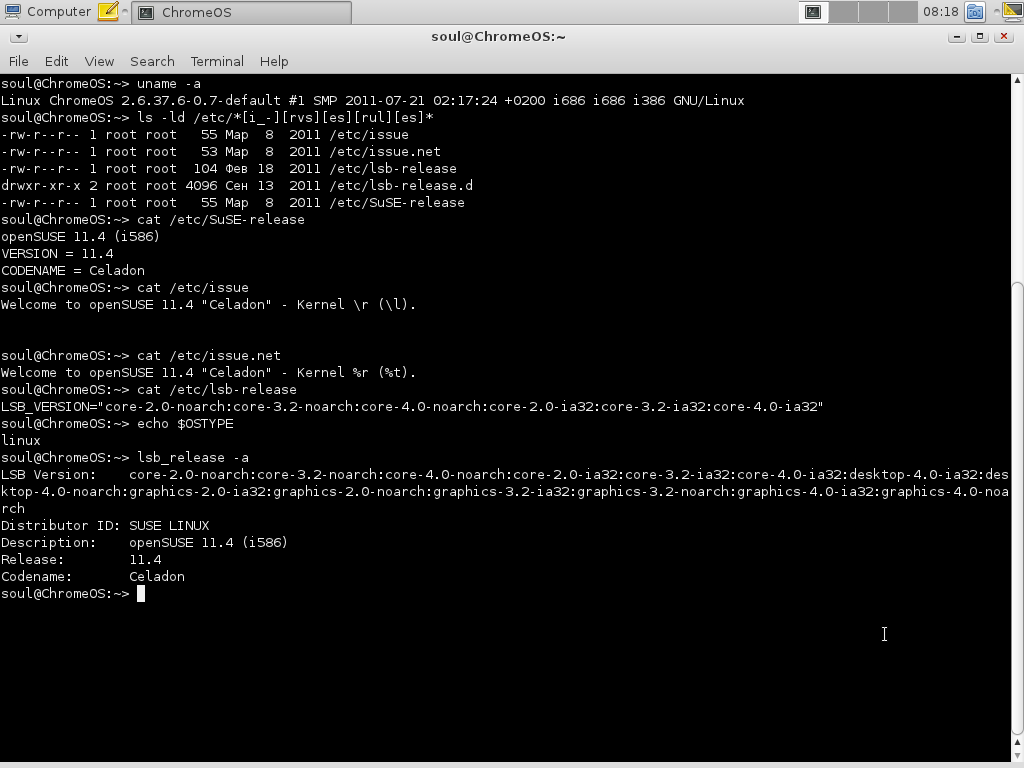 Computer ChromeOS 08:18
soul@ChromeOS:~
File Edit View Search Terminal Help
soul@ChromeOS:~> uname -a
Linux ChromeOS 2.6.37.6-0.7-default #1 SMP 2011-07-21 02:17:24 +0200 i686 i686 i386 GNU/Linux
soul@ChromeOS:~> ls -ld /etc/*[i_-][rvs][es][rul][es]*
-rw-r--r-- 1 root root   55 Мар  8  2011 /etc/issue
-rw-r--r-- 1 root root   53 Мар  8  2011 /etc/issue.net
-rw-r--r-- 1 root root  104 Фев 18  2011 /etc/lsb-release
drwxr-xr-x 2 root root 4096 Сен 13  2011 /etc/lsb-release.d
-rw-r--r-- 1 root root   55 Мар  8  2011 /etc/SuSE-release
soul@ChromeOS:~> cat /etc/SuSE-release
openSUSE 11.4 (i586)
VERSION = 11.4
CODENAME = Celadon
soul@ChromeOS:~> cat /etc/issue
Welcome to openSUSE 11.4 "Celadon" - Kernel \r (\l).
soul@ChromeOS:~> cat /etc/issue.net
Welcome to openSUSE 11.4 "Celadon" - Kernel %r (%t).
soul@ChromeOS:~> cat /etc/lsb-release
LSB_VERSION="core-2.0-noarch:core-3.2-noarch:core-4.0-noarch:core-2.0-ia32:core-3.2-ia32:core-4.0-ia32"
soul@ChromeOS:~> echo $OSTYPE
linux
soul@ChromeOS:~> lsb_release -a
LSB Version:    core-2.0-noarch:core-3.2-noarch:core-4.0-noarch:core-2.0-ia32:core-3.2-ia32:core-4.0-ia32:desktop-4.0-ia32:des
ktop-4.0-noarch:graphics-2.0-ia32:graphics-2.0-noarch:graphics-3.2-ia32:graphics-3.2-noarch:graphics-4.0-ia32:graphics-4.0-noa
rch
Distributor ID: SUSE LINUX
Description:    openSUSE 11.4 (i586)
Release:        11.4
Codename:       Celadon
soul@ChromeOS:~>